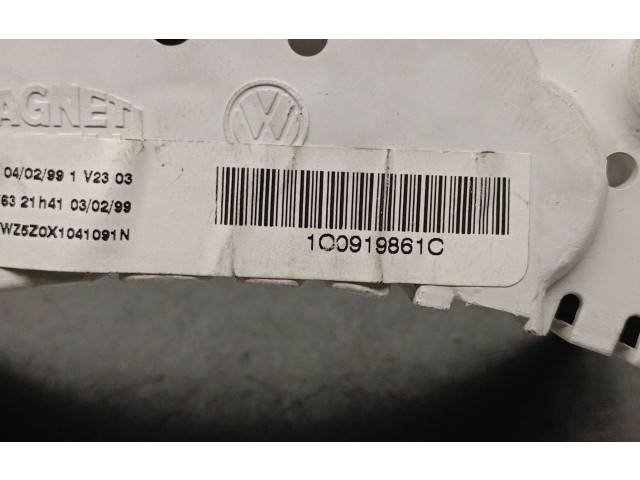 AGNETI
VW
04/02/99 1 V23 03
63 21h41 03/02/99
WZ5Z0X1041091N
1C0919861C